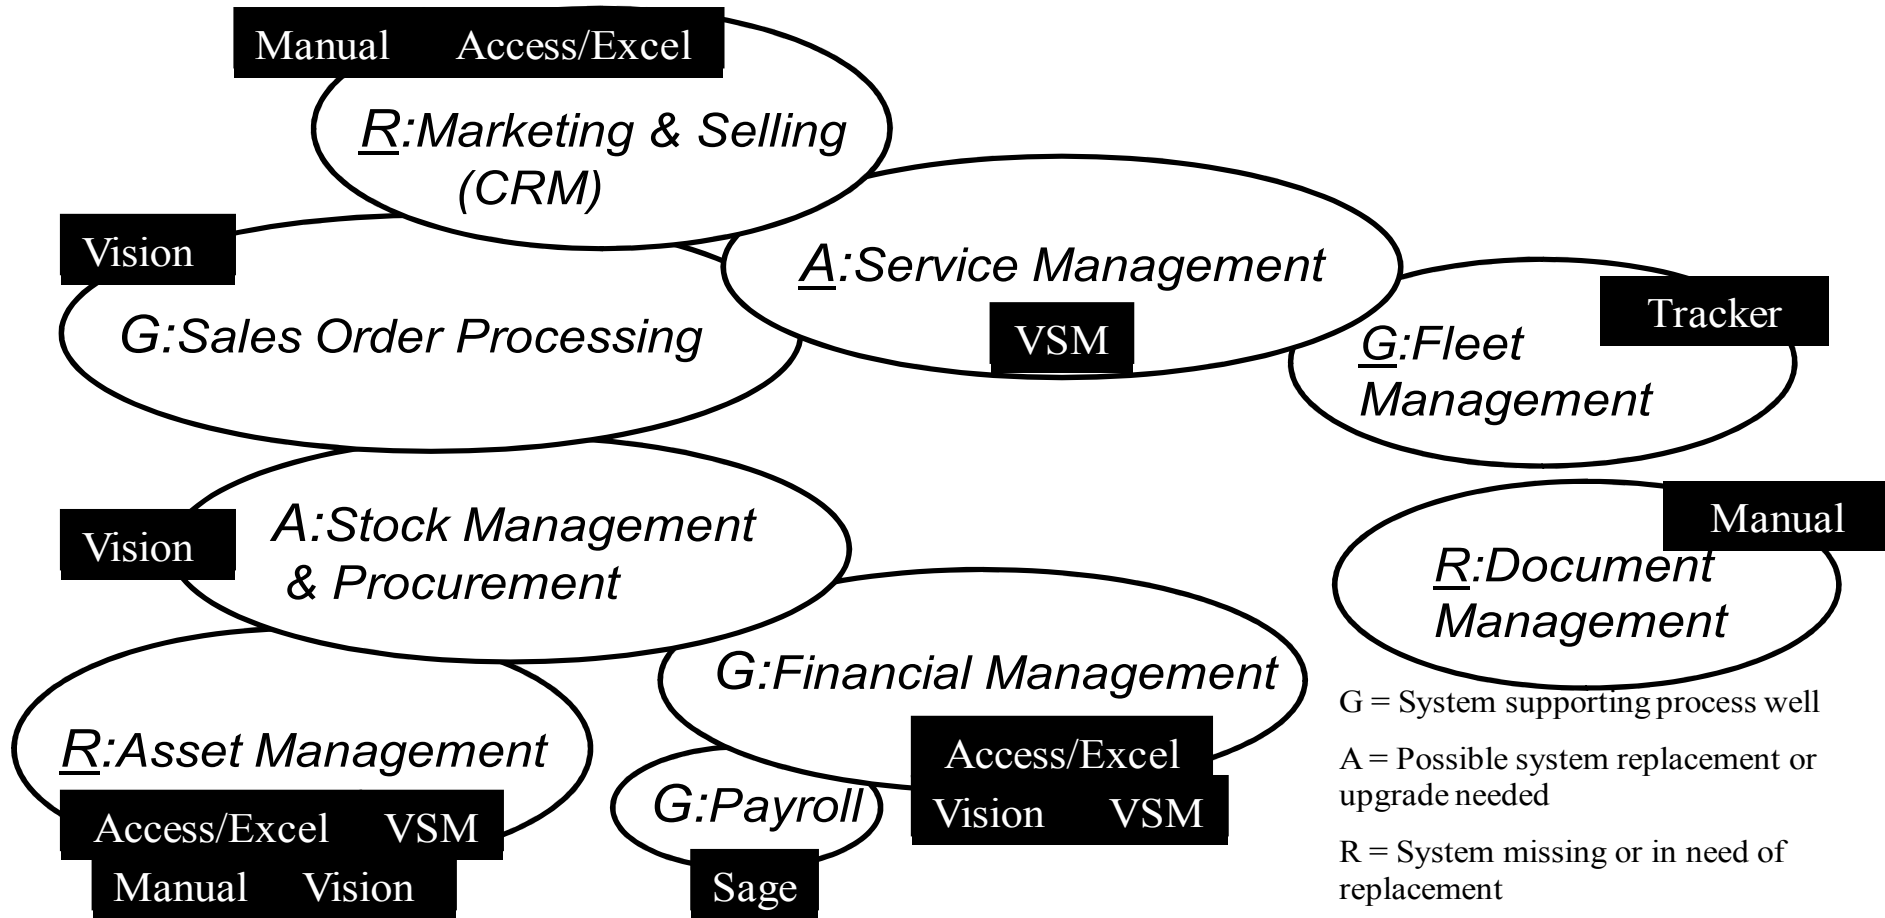 Manual Access/Excel
R:Marketing & Selling
(CRM)
Vision
G:Sales Order Processing
A:Service Management
VSM
Tracker
G:Fleet
Management
Vision
A:Stock Management
& Procurement
Manual
R:Document
Management
G:Financial Management
Access/Excel
Vision VSM
R:Asset Management
Access/Excel VSM
Manual Vision
G:Payroll
Sage
G = System supporting process well
A = Possible system replacement or
upgrade needed
R = System missing or in need of
replacement